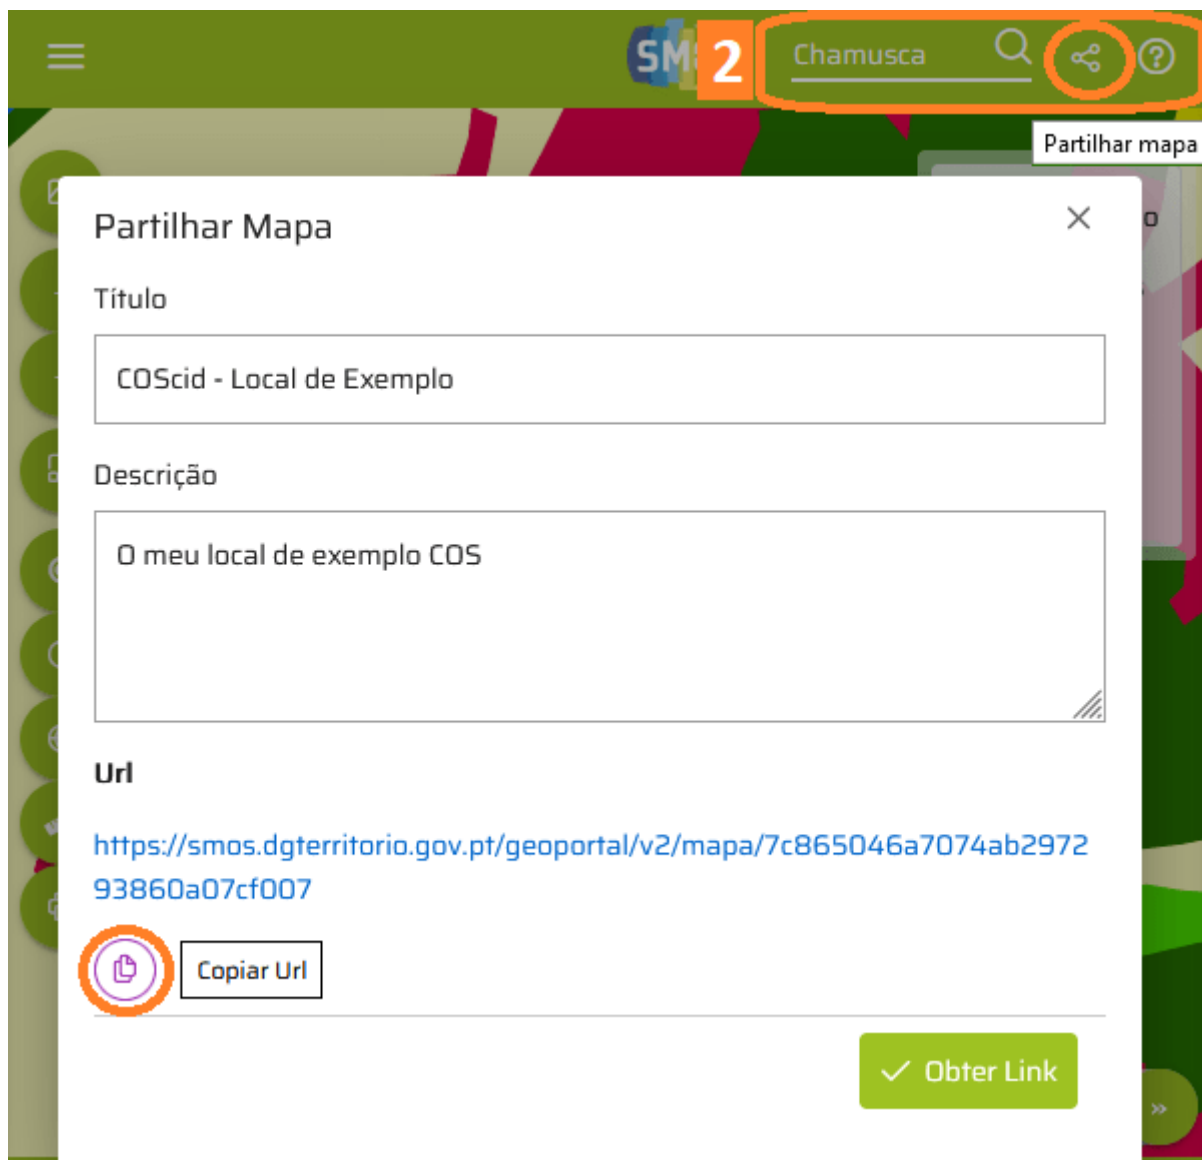 SM
2
Chamusca
Partilhar mapa
Partilhar Mapa
o
Título
COScid - Local de Exemplo
Descrição
O meu local de exemplo COS
Url
https://smos.dgterritorio.gov.pt/geoportal/v2/mapa/7c865046a7074ab2972
93860a07cf007
Copiar Url
Obter Link